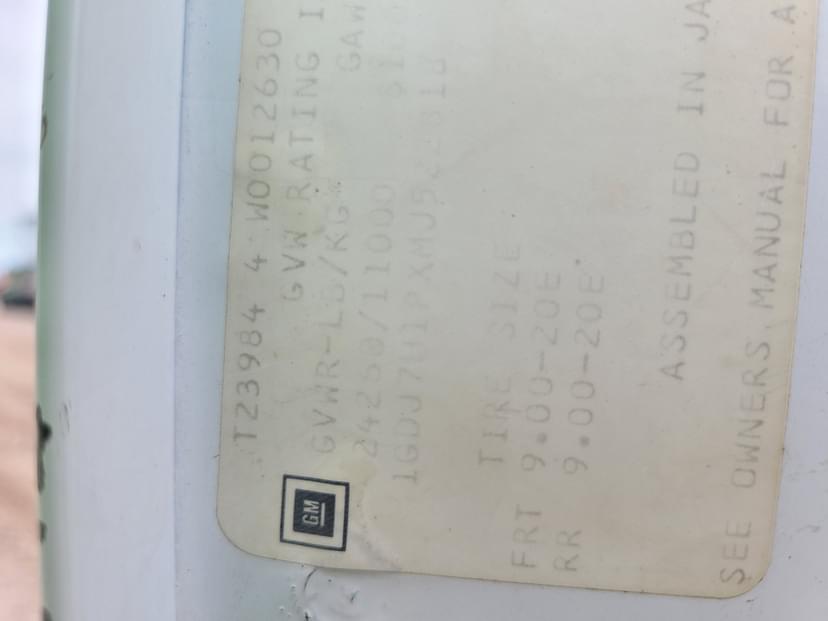 T23984 4 W0012630
GVW RATING I
GVWR-LB/KG* GAW
24250/11000
TIRE SIZE
FRT 9.00-20E
RR 9.00-20E
ASSEMBLED IN JA
SEE OWNERS MANUAL FOR A
GM